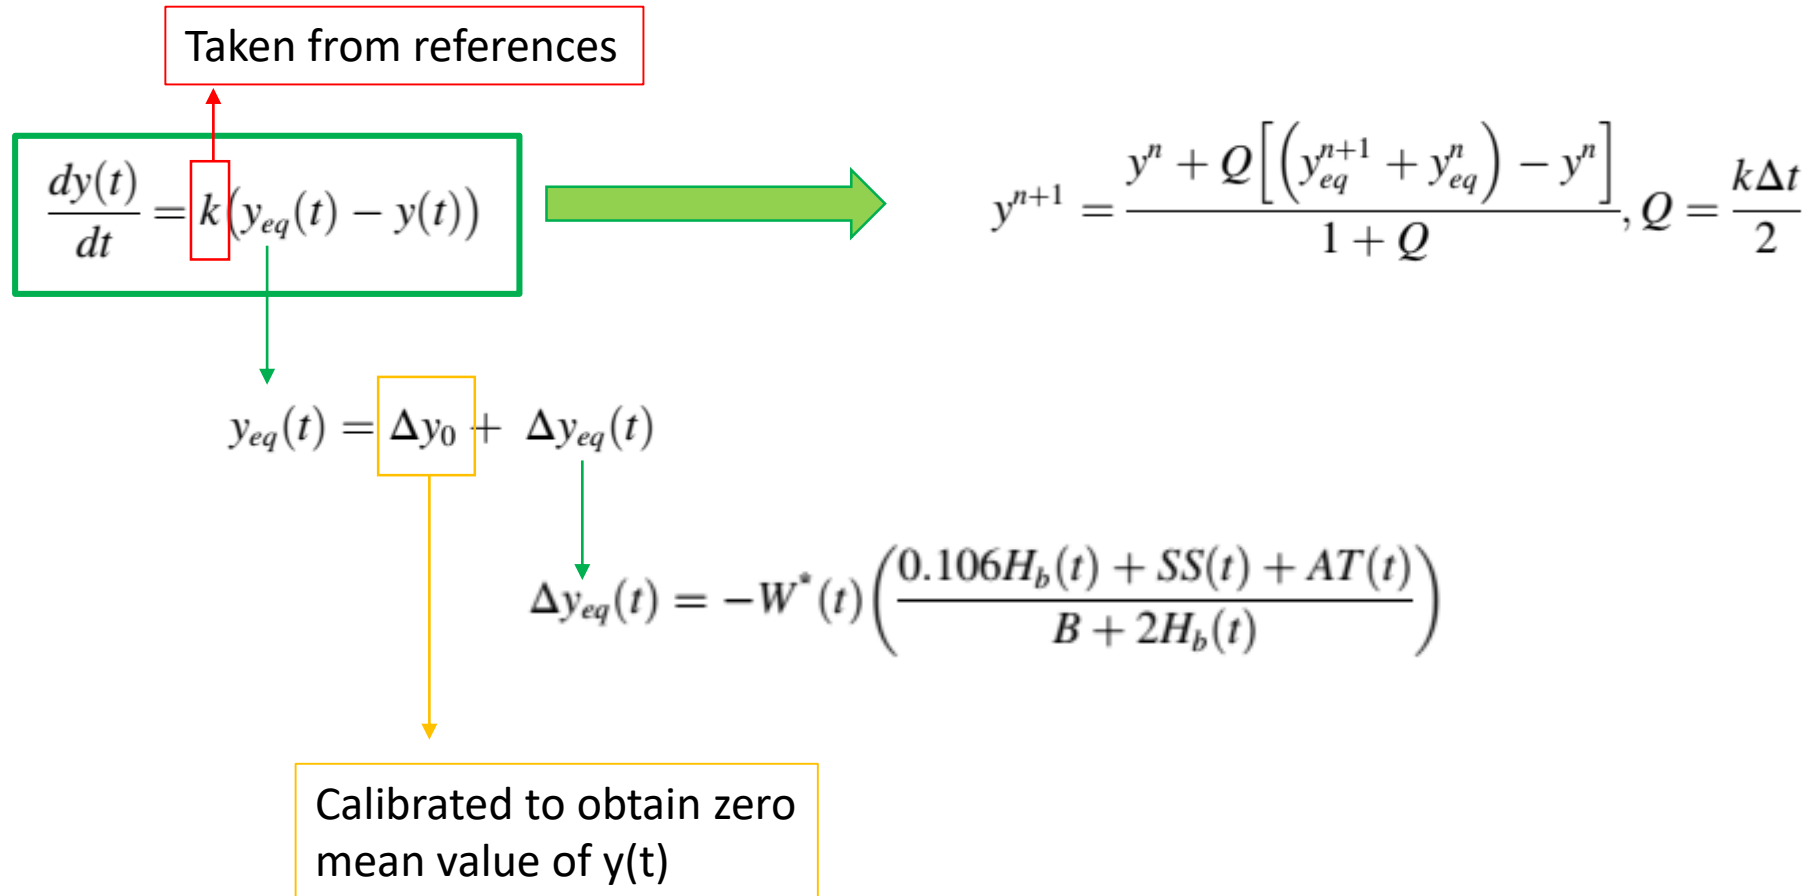 Taken from references
dy(t)/dt = k(y_eq(t) − y(t))
y^{n+1} = (y^n + Q[(y_eq^{n+1} + y_eq^n) − y^n]) / (1 + Q), Q = kΔt/2
y_eq(t) = Δy_0 + Δy_eq(t)
Δy_eq(t) = −W^*(t)((0.106H_b(t) + SS(t) + AT(t)) / (B + 2H_b(t)))
Calibrated to obtain zero
mean value of y(t)